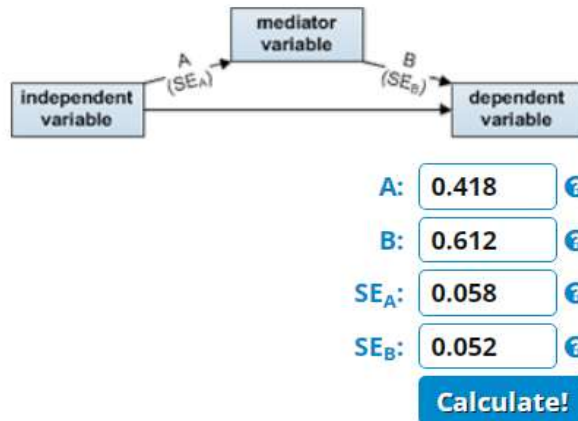 mediator
variable
A
(SEA)
B
(SEB)
independent
variable
dependent
variable
A: 0.418 ?
B: 0.612 ?
SEA: 0.058 ?
SEB: 0.052 ?
Calculate!